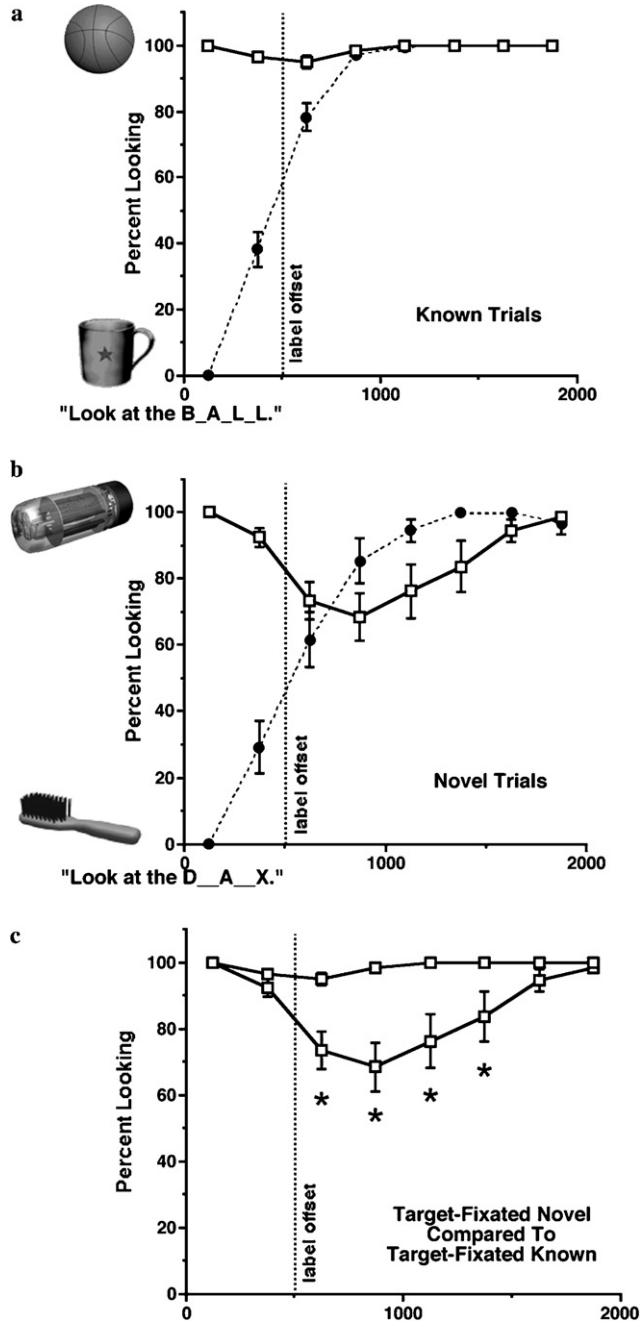 a
100
80
60
40
20
0
Percent Looking
label offset
Known Trials
0
1000
2000
"Look at the B_A_L_L."
b
100
80
60
40
20
0
Percent Looking
label offset
Novel Trials
0
1000
2000
"Look at the D__A__X."
c
100
80
60
40
20
0
Percent Looking
label offset
* * * *
Target-Fixated Novel
Compared To
Target-Fixated Known
0
1000
2000